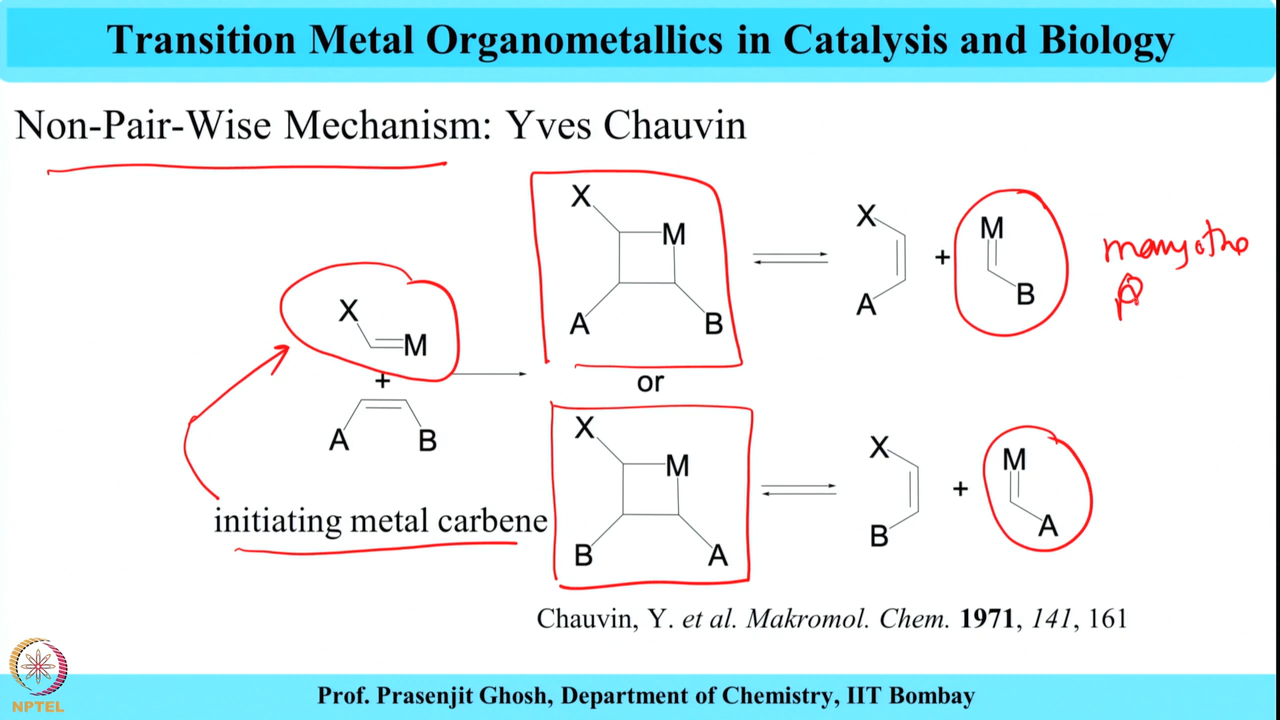 Transition Metal Organometallics in Catalysis and Biology
Non-Pair-Wise Mechanism: Yves Chauvin
X
M
A
B
X
A
+
M
B
many
X
M
+
A
B
or
X
M
B
A
X
B
+
M
A
initiating metal carbene
Chauvin, Y. et al. Makromol. Chem. 1971, 141, 161
NPTEL
Prof. Prasenjit Ghosh, Department of Chemistry, IIT Bombay